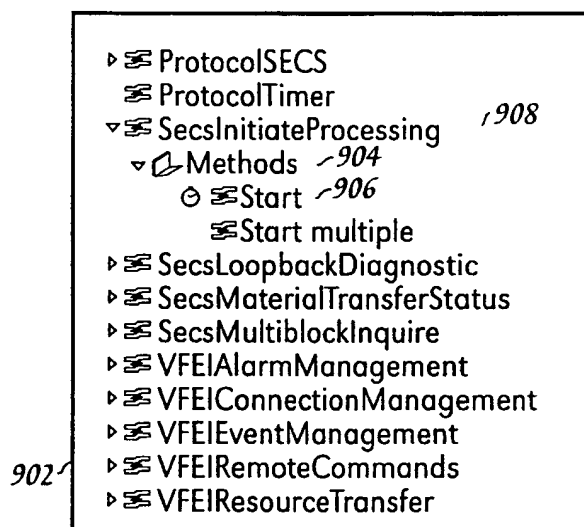 ProtocolSECS
ProtocolTimer
SecsInitiateProcessing 908
Methods 904
Start 906
Start multiple
SecsLoopbackDiagnostic
SecsMaterialTransferStatus
SecsMultiblockInquire
VFEIAlarmManagement
VFEIConnectionManagement
VFEIEventManagement
902 VFEIRemoteCommands
VFEIResourceTransfer